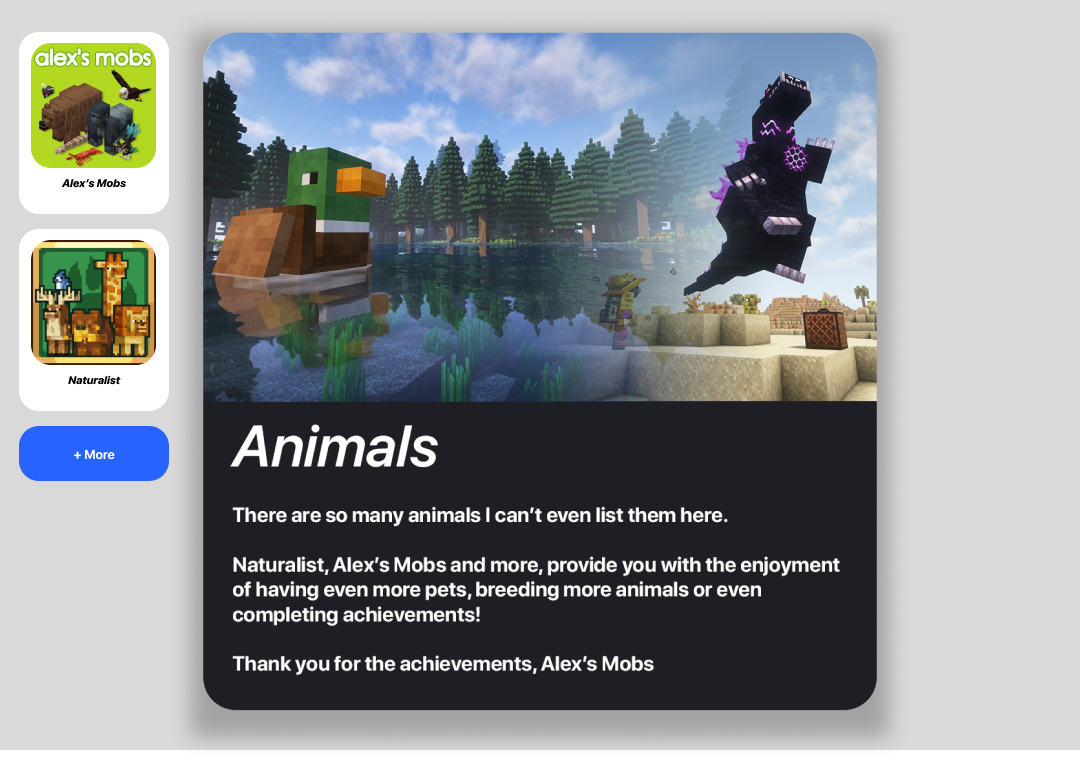 alex's mobs
Alex's Mobs
Naturalist
+ More
Animals
There are so many animals I can't even list them here.
Naturalist, Alex's Mobs and more, provide you with the enjoyment
of having even more pets, breeding more animals or even
completing achievements!
Thank you for the achievements, Alex's Mobs